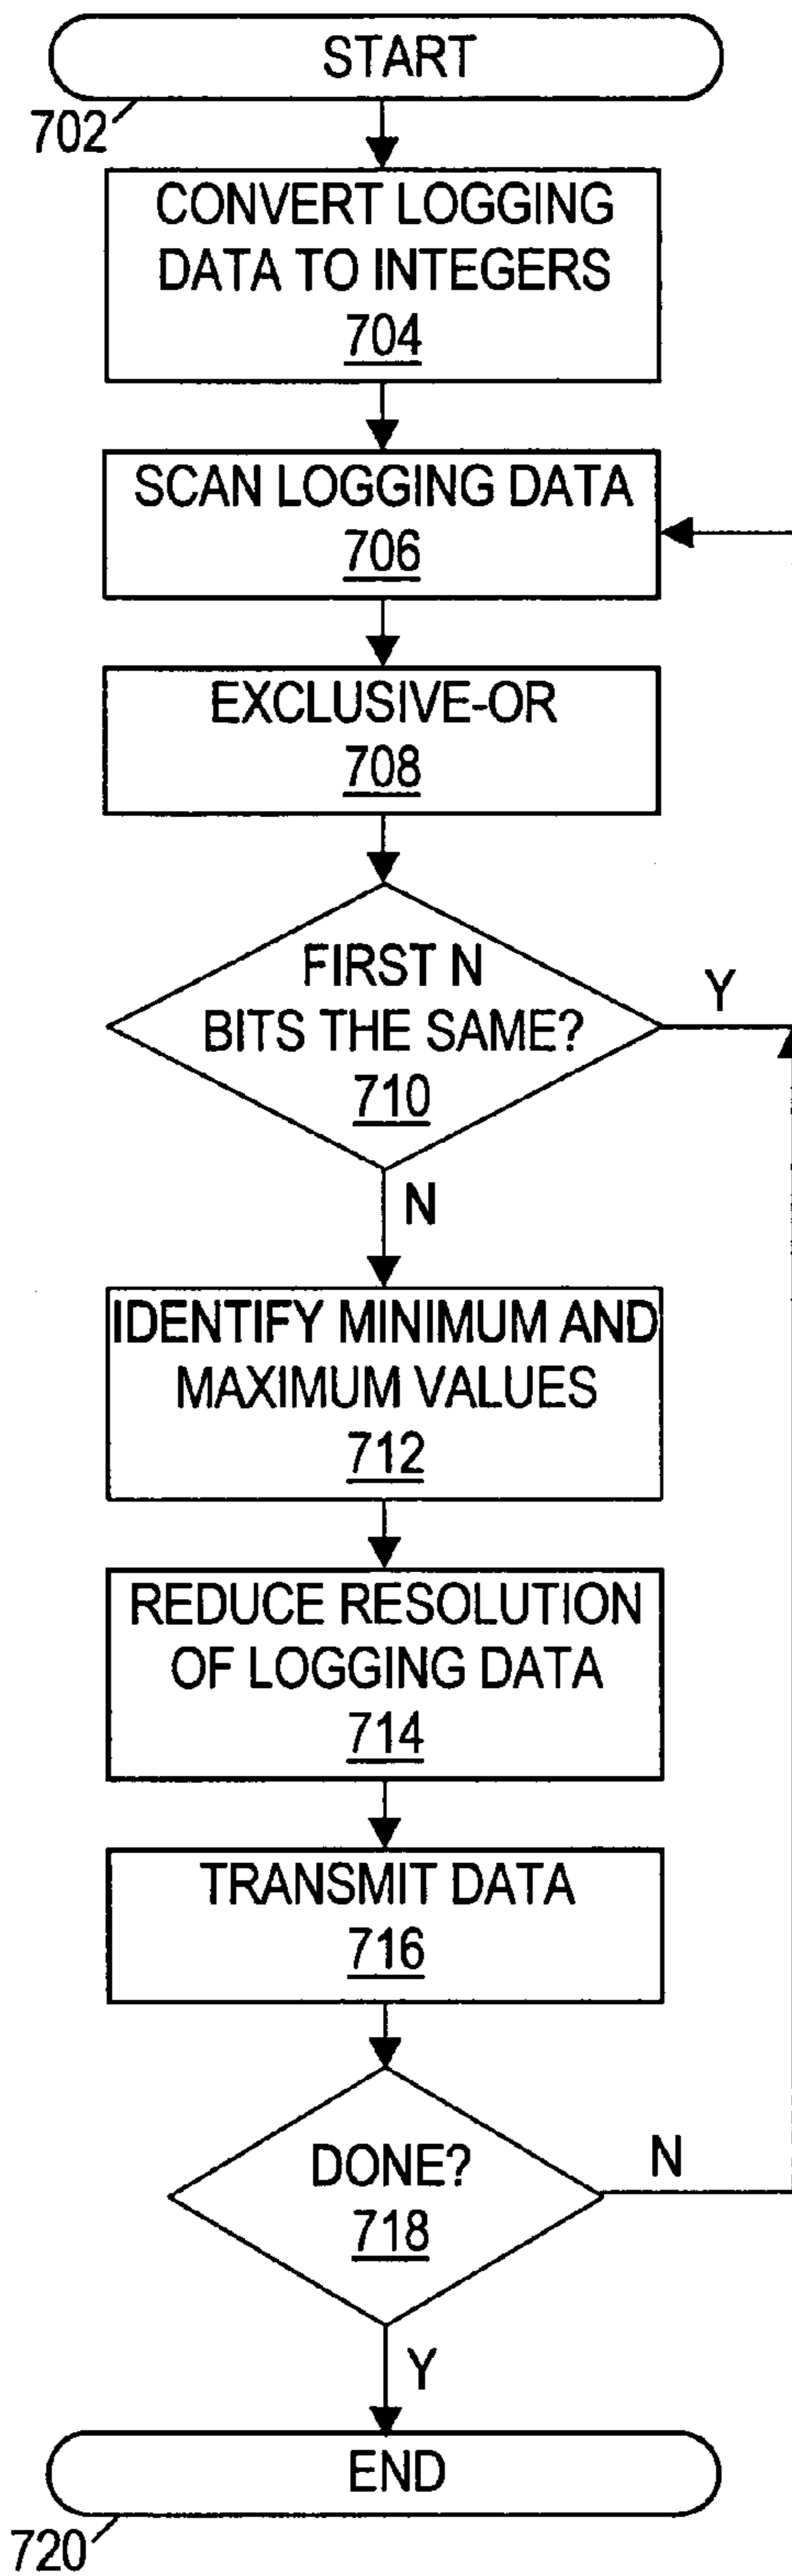 START
702
CONVERT LOGGING
DATA TO INTEGERS
704
SCAN LOGGING DATA
706
EXCLUSIVE-OR
708
FIRST N
BITS THE SAME?
710
Y
N
IDENTIFY MINIMUM AND
MAXIMUM VALUES
712
REDUCE RESOLUTION
OF LOGGING DATA
714
TRANSMIT DATA
716
DONE?
718
N
Y
END
720